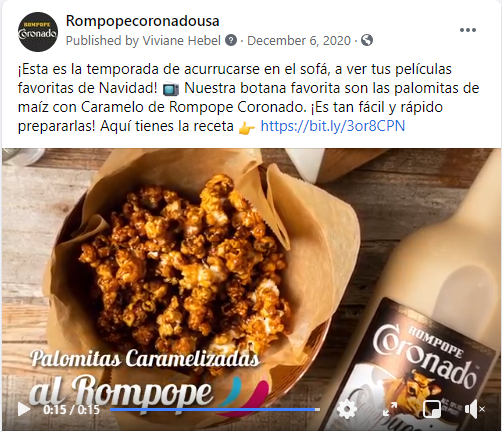 RompopecoronadoUSA
Published by Viviane Hebel · December 6, 2020 ·
¡Esta es la temporada de acurrucarse en el sofá, a ver tus películas
favoritas de Navidad! 📺 Nuestra botana favorita son las palomitas de
maíz con Caramelo de Rompope Coronado. ¡Es tan fácil y rápido
prepararlas! Aquí tienes la receta 👉 https://bit.ly/3or8CPN
ROMPOPE
Coronado
Palomitas Caramelizadas
al Rompope
ROMPOPE
Coronado
0:15 / 0:15